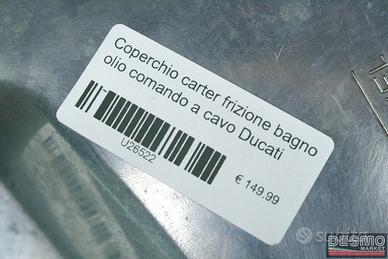 Coperchio carter frizione bagno
olio comando a cavo Ducati
U26522
€ 149.99
DESMO
MARKET